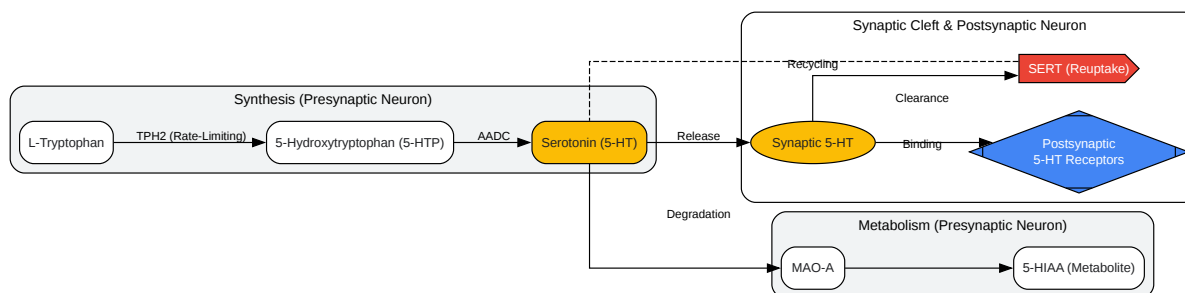 Synaptic Cleft & Postsynaptic Neuron
Recycling
SERT (Reuptake)
Clearance
Synthesis (Presynaptic Neuron)
L-Tryptophan
TPH2 (Rate-Limiting)
5-Hydroxytryptophan (5-HTP)
AADC
Serotonin (5-HT)
Release
Synaptic 5-HT
Binding
Postsynaptic
5-HT Receptors
Degradation
Metabolism (Presynaptic Neuron)
MAO-A
5-HIAA (Metabolite)